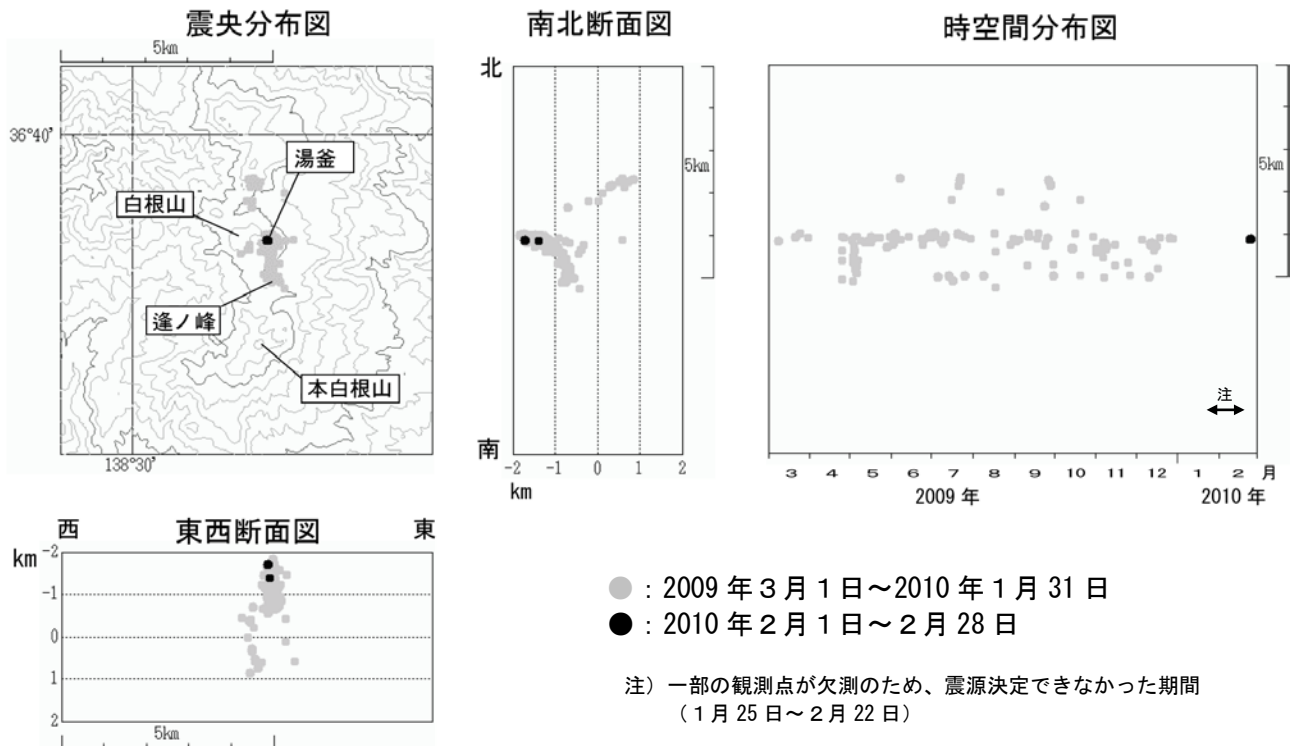 震央分布図
5km
36°40'
湯釜
白根山
逢ノ峰
本白根山
138°30'
南北断面図
北
南
-2 -1 0 1 2
km
時空間分布図
5km
5km
注
3 4 5 6 7 8 9 10 11 12 1 2 月
2009 年 2010 年
東西断面図
西 東
km
-2
-1
0
1
2
5km
● : 2009 年３月１日～2010 年１月 31 日
● : 2010 年２月１日～２月 28 日
注）一部の観測点が欠測のため、震源決定できなかった期間
（１月 25 日～２月 22 日）